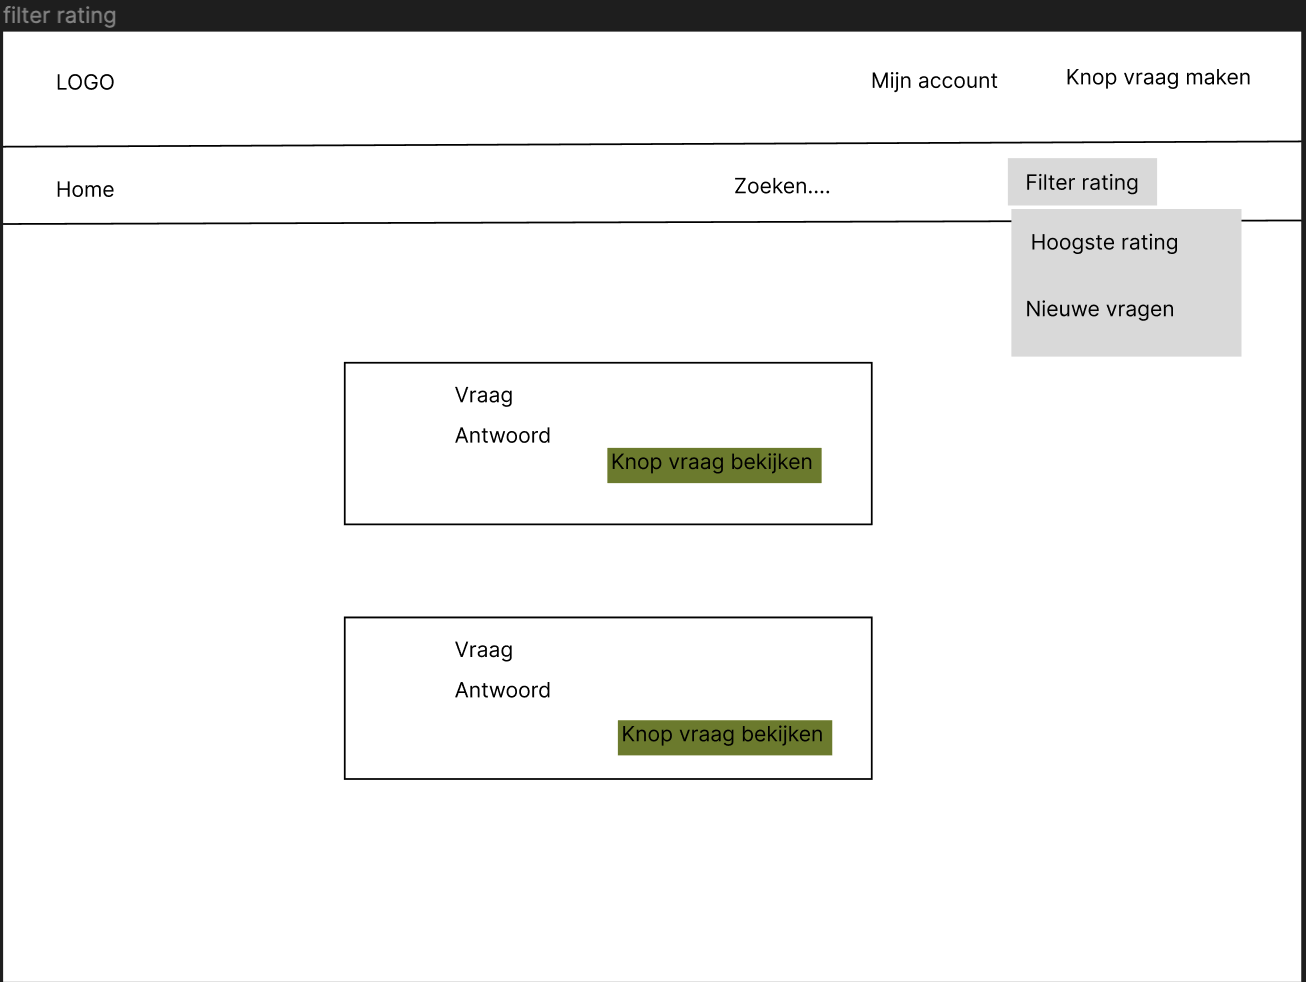 filter rating
LOGO
Mijn account
Knop vraag maken
Home
Zoeken....
Filter rating
Hoogste rating
Nieuwe vragen
Vraag
Antwoord
Knop vraag bekijken
Vraag
Antwoord
Knop vraag bekijken